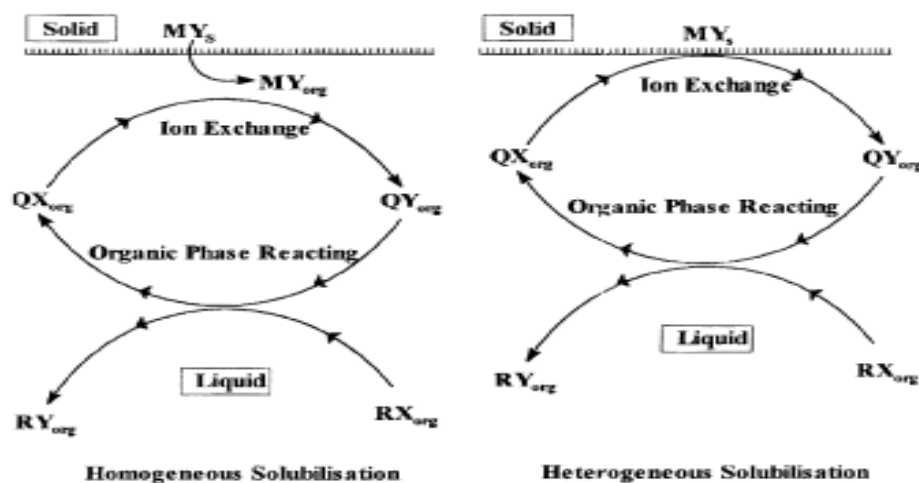 Solid
MYs
MYorg
Ion Exchange
QXorg
QYorg
Organic Phase Reacting
Liquid
RYorg
RXorg
Homogeneous Solubilisation
Solid
MYs
Ion Exchange
QXorg
QYorg
Organic Phase Reacting
Liquid
RYorg
RXorg
Heterogeneous Solubilisation